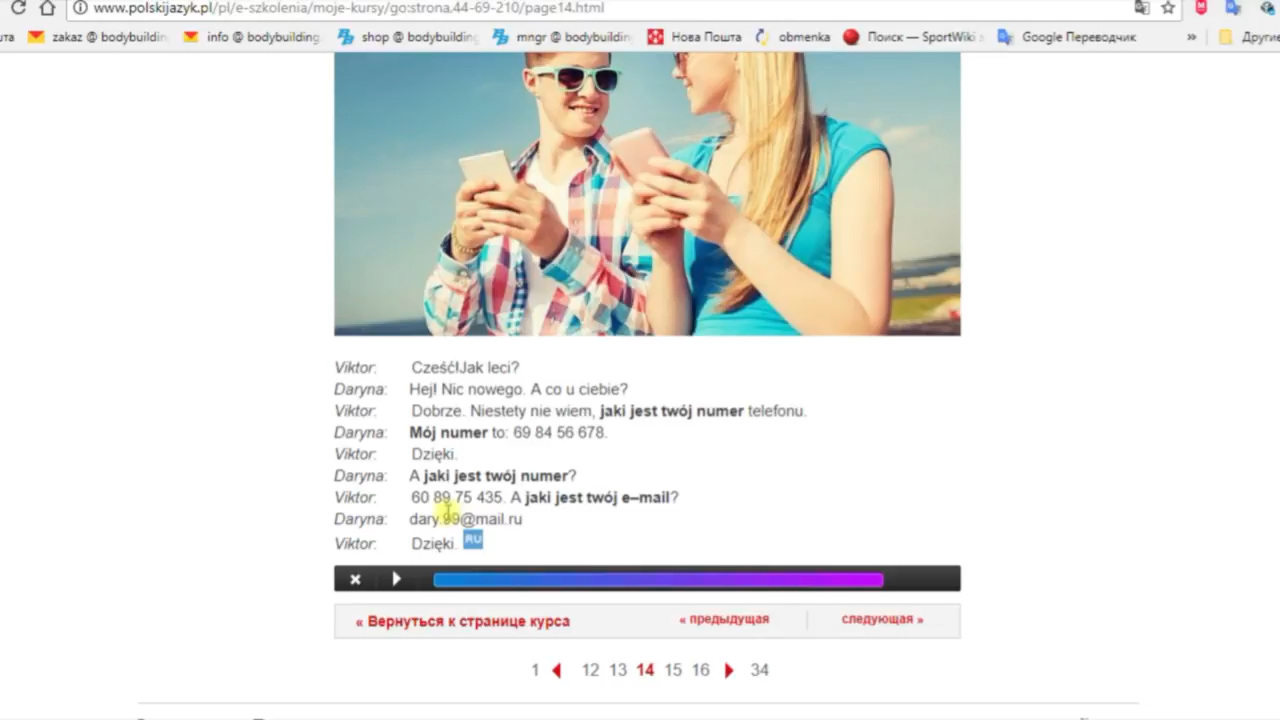 www.polskijazyk.pl/pl/e-szkolenia/moje-kursy/go:strona,44-69-210/page14.html
та zakaz @ bodybuildin info @ bodybuilding shop @ bodybuilding mngr @ bodybuildin Нова Пошта obmenka Поиск — SportWiki Google Переводчик » Другие
Viktor: Cześć!Jak leci?
Daryna: Hej! Nic nowego. A co u ciebie?
Viktor: Dobrze. Niestety nie wiem, jaki jest twój numer telefonu.
Daryna: Mój numer to: 69 84 56 678.
Viktor: Dzięki.
Daryna: A jaki jest twój numer?
Viktor: 60 89 75 435. A jaki jest twój e–mail?
Daryna: dary.99@mail.ru
Viktor: Dzięki. RU
« Вернуться к странице курса « предыдущая следующая »
1 12 13 14 15 16 34